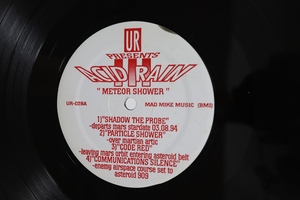 UR
PRESENTS
III
ACID RAIN
" METEOR SHOWER "
UR-028A MAD MIKE MUSIC (BMI)
1)"SHADOW THE PROBE"
-departs mars stardate 03.08.94
2)"PARTICLE SHOWER"
-over martian artic
3)"CODE RED"
-leaving mars orbit entering asteroid belt
4)"COMMUNICATIONS SILENCE"
-enemy airspace course set to
asteroid 909